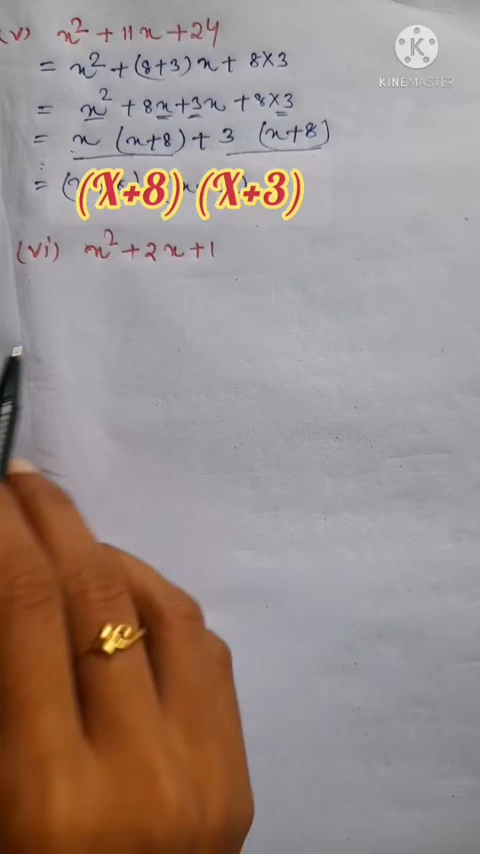 (v) x² + 11x + 24
K
KINEMASTER
= x² + (8+3) x + 8×3
= x² + 8x + 3x + 8×3
= x (x+8) + 3 (x+8)
= (X+8) (X+3)
(vi) x² + 2x + 1